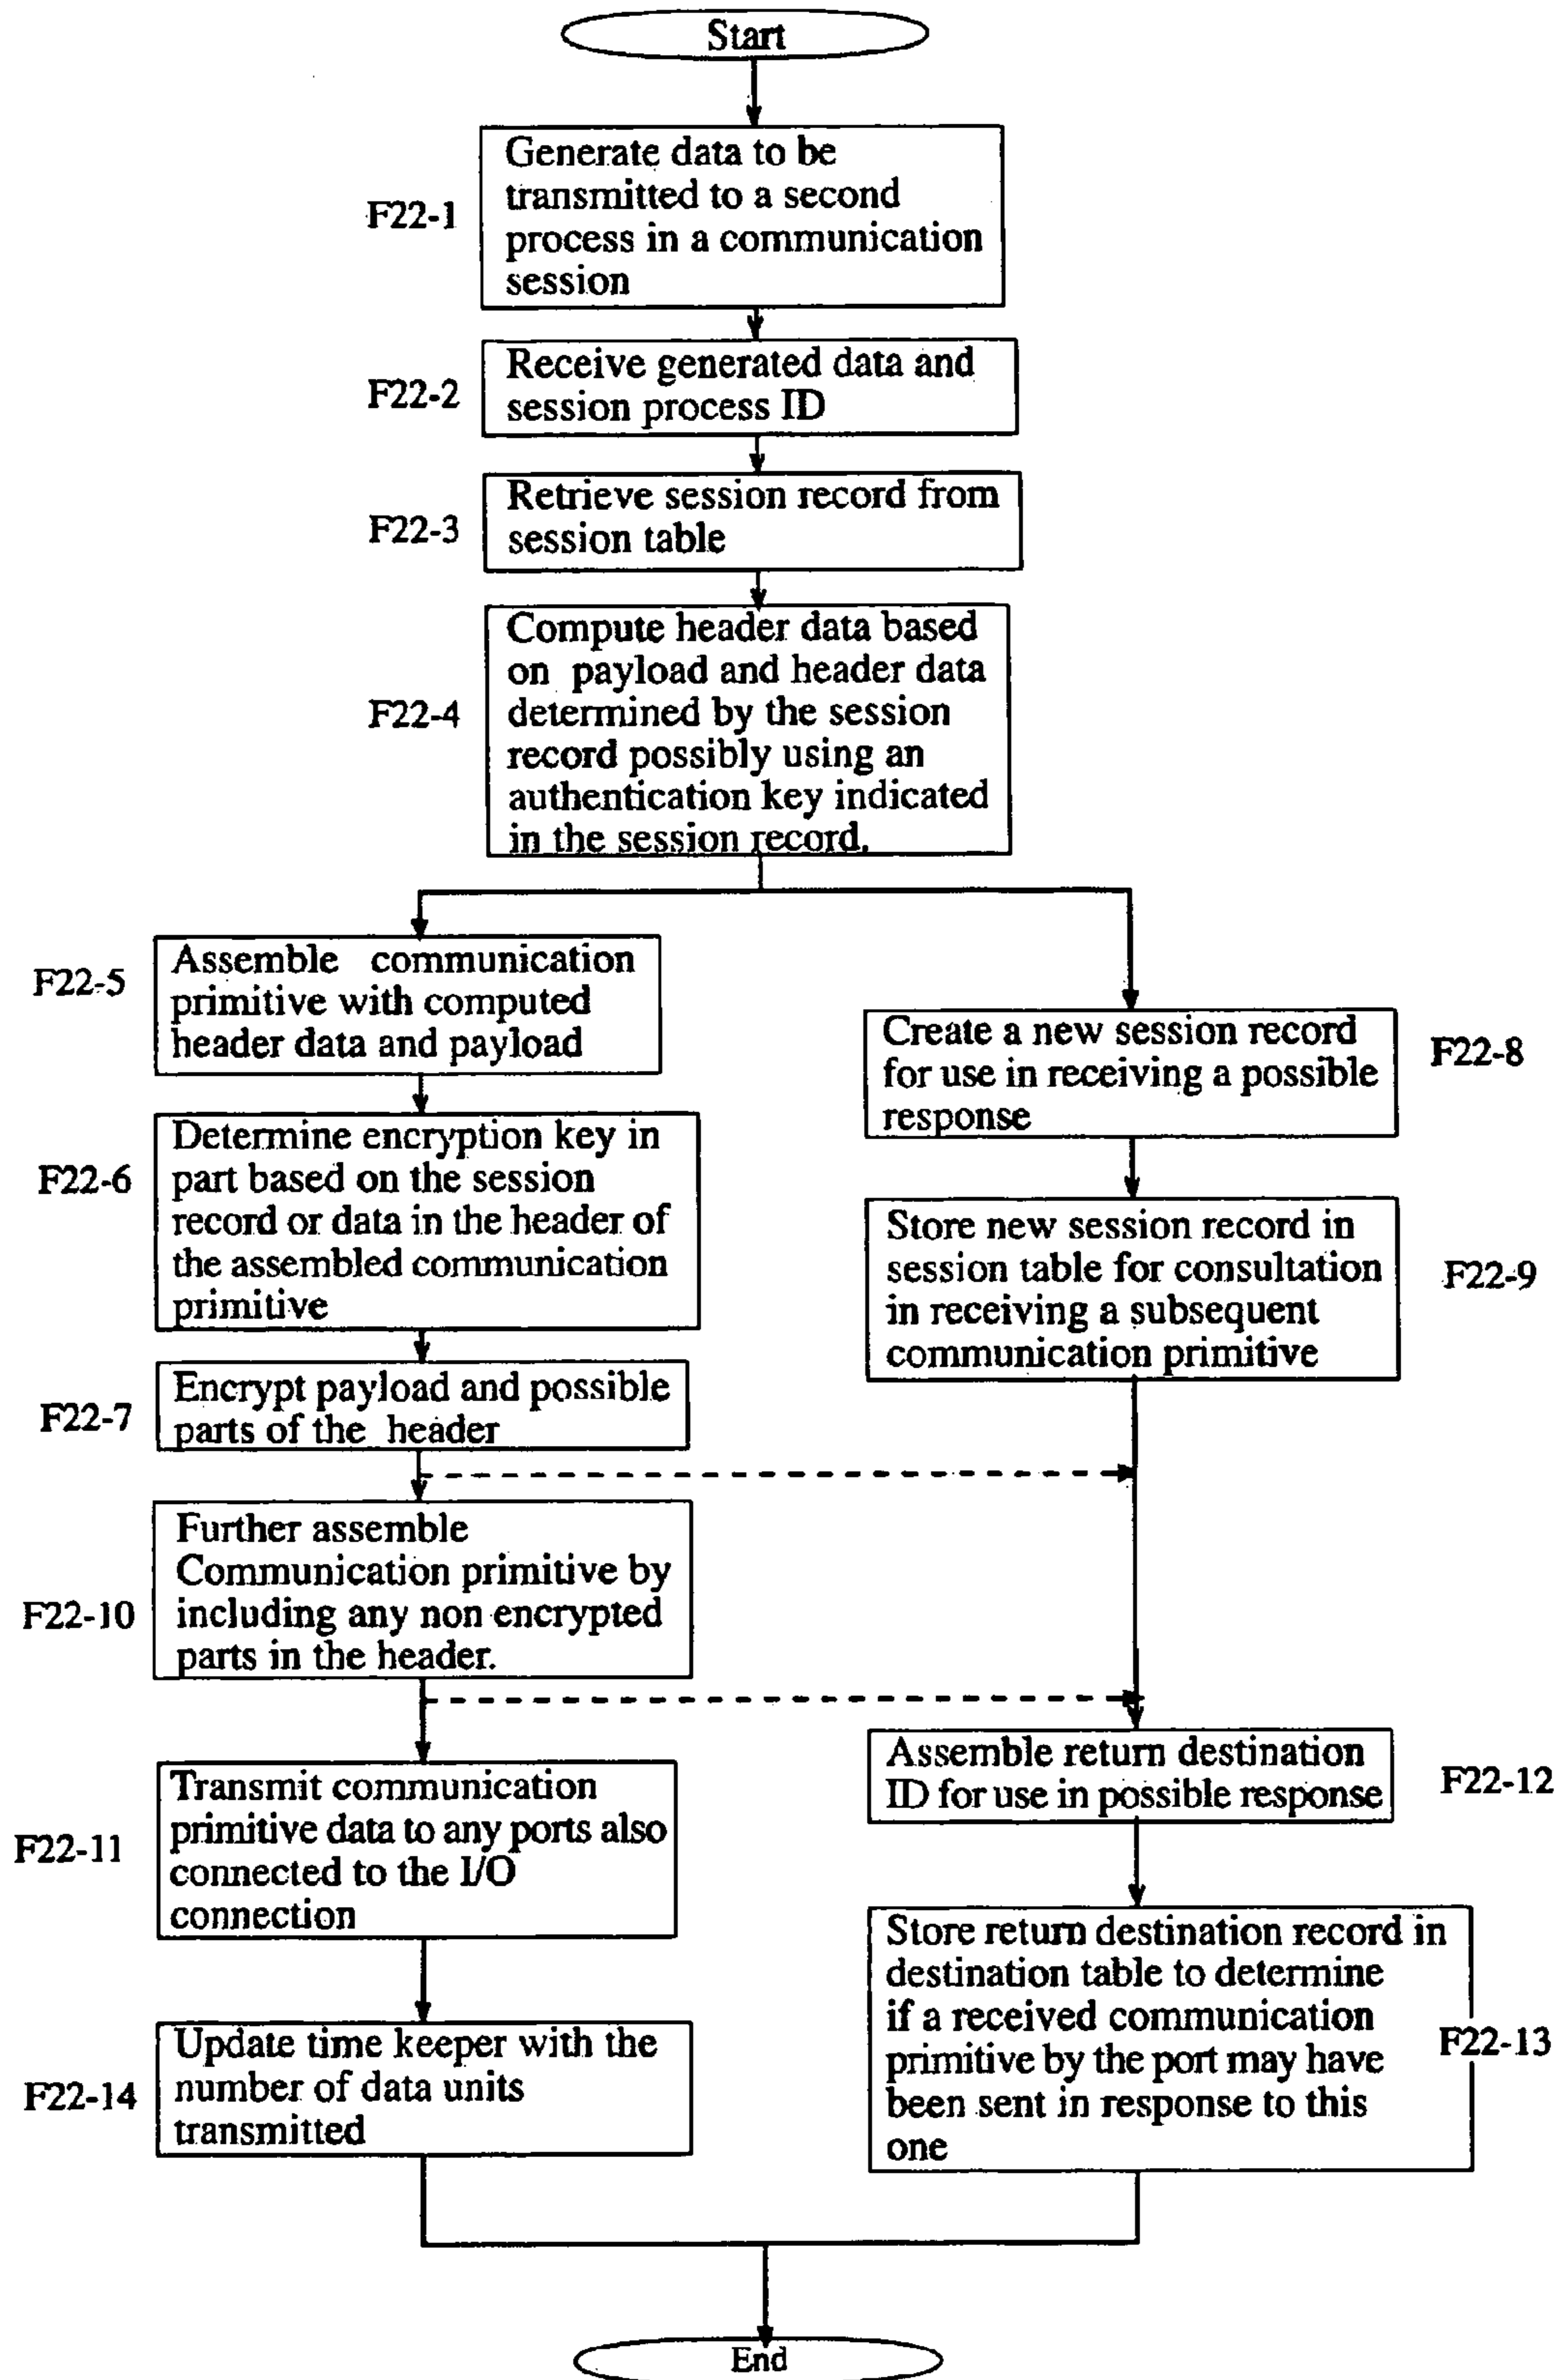 Start
F22-1
Generate data to be
transmitted to a second
process in a communication
session
F22-2
Receive generated data and
session process ID
F22-3
Retrieve session record from
session table
F22-4
Compute header data based
on payload and header data
determined by the session
record possibly using an
authentication key indicated
in the session record.
F22-5
Assemble communication
primitive with computed
header data and payload
F22-6
Determine encryption key in
part based on the session
record or data in the header of
the assembled communication
primitive
F22-7
Encrypt payload and possible
parts of the header
Create a new session record
for use in receiving a possible
response
F22-8
Store new session record in
session table for consultation
in receiving a subsequent
communication primitive
F22-9
F22-10
Further assemble
Communication primitive by
including any non encrypted
parts in the header.
F22-11
Transmit communication
primitive data to any ports also
connected to the I/O
connection
Assemble return destination
ID for use in possible response
F22-12
Store return destination record in
destination table to determine
if a received communication
primitive by the port may have
been sent in response to this
one
F22-13
F22-14
Update time keeper with the
number of data units
transmitted
End